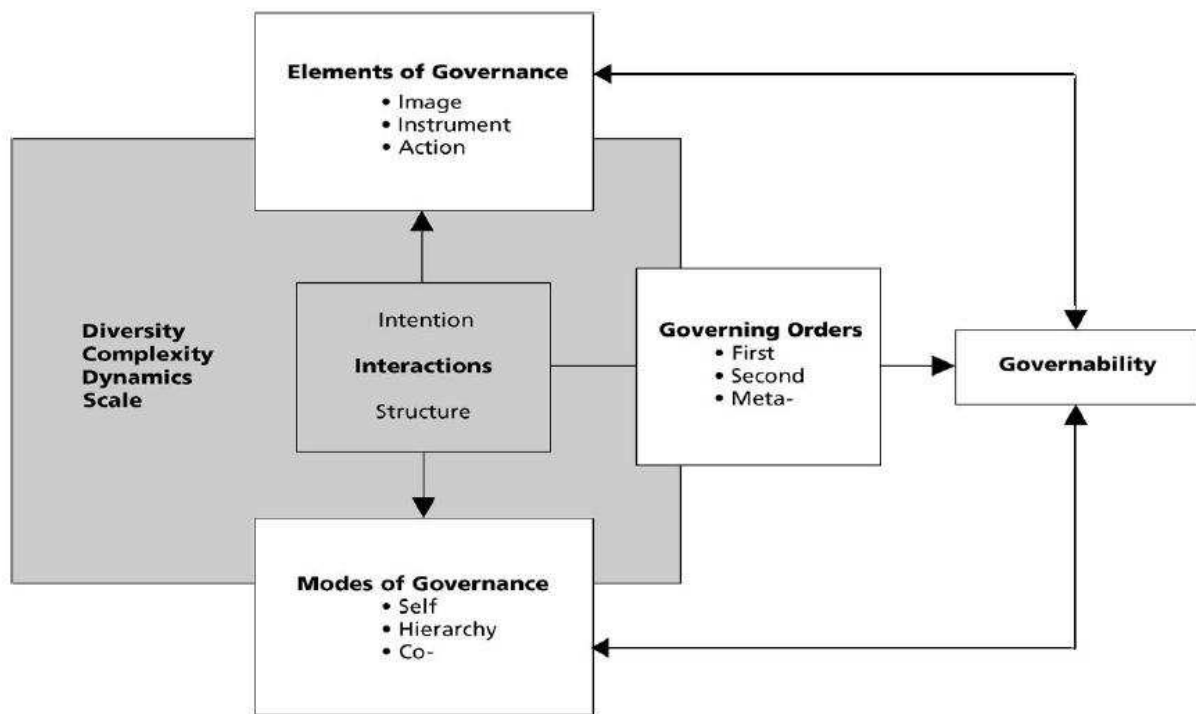 Elements of Governance
• Image
• Instrument
• Action
Diversity
Complexity
Dynamics
Scale
Intention
Interactions
Structure
Governing Orders
• First
• Second
• Meta-
Governability
Modes of Governance
• Self
• Hierarchy
• Co-